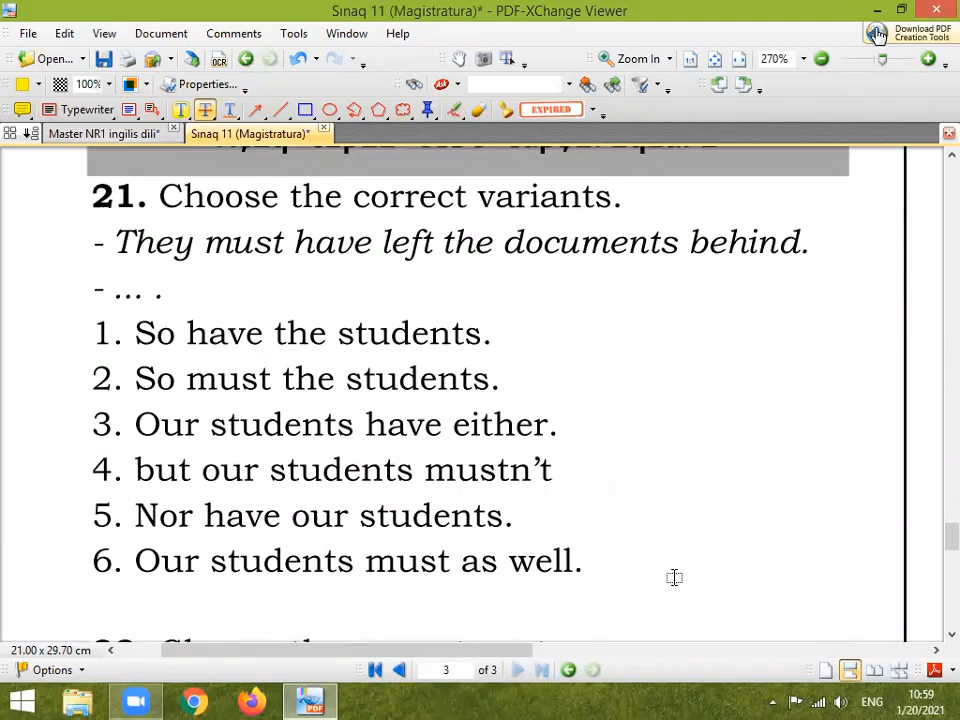 Sınaq 11 (Magistratura)* - PDF-XChange Viewer
File Edit View Document Comments Tools Window Help
Download PDF Creation Tools
Open... OCR Zoom In 270%
100% Properties...
Typewriter EXPIRED
Master NR1 ingilis dili* Sınaq 11 (Magistratura)*
21. Choose the correct variants.
- They must have left the documents behind.
- ... .
1. So have the students.
2. So must the students.
3. Our students have either.
4. but our students mustn't
5. Nor have our students.
6. Our students must as well.
21.00 x 29.70 cm
Options 3 of 3
ENG 10:59
1/20/2021